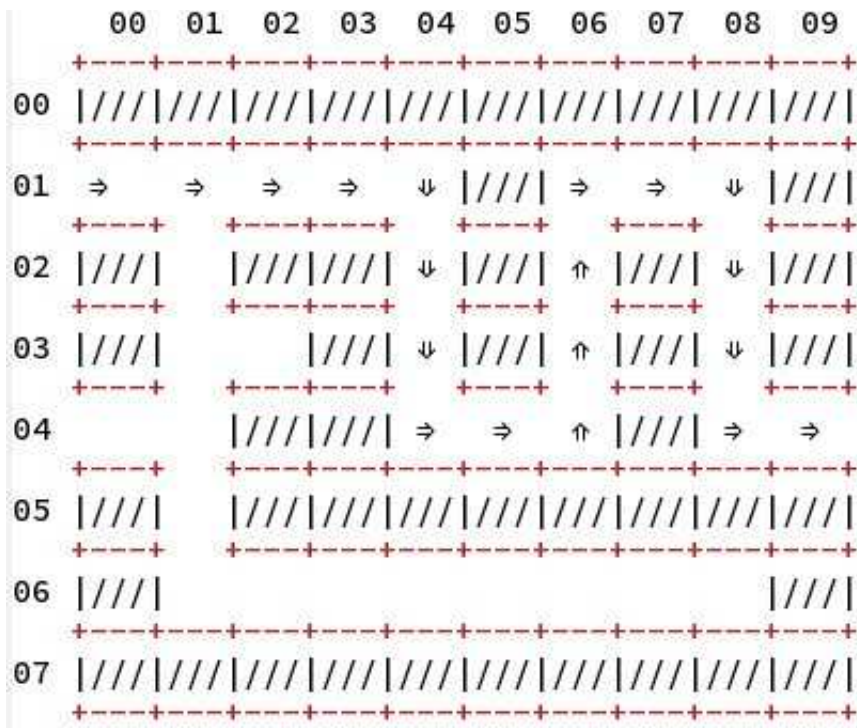 00 01 02 03 04 05 06 07 08 09
+---+---+---+---+---+---+---+---+---+---+
00 |///|///|///|///|///|///|///|///|///|///|
+---+---+---+---+---+---+---+---+---+---+
01 ⇒ ⇒ ⇒ ⇒ ⇓ |///| ⇒ ⇒ ⇓ |///|
+---+ +---+---+ +---+ +---+ +---+
02 |///| |///|///| ⇓ |///| ⇑ |///| ⇓ |///|
+---+ +---+---+ +---+ +---+ +---+
03 |///| |///| ⇓ |///| ⇑ |///| ⇓ |///|
+---+ +---+---+ +---+ +---+ +---+
04 |///|///| ⇒ ⇒ ⇑ |///| ⇒ ⇒
+---+ +---+---+---+---+---+---+---+---+
05 |///| |///|///|///|///|///|///|///|///|
+---+ +---+---+---+---+---+---+---+---+
06 |///| |///|
+---+---+---+---+---+---+---+---+---+---+
07 |///|///|///|///|///|///|///|///|///|///|
+---+---+---+---+---+---+---+---+---+---+